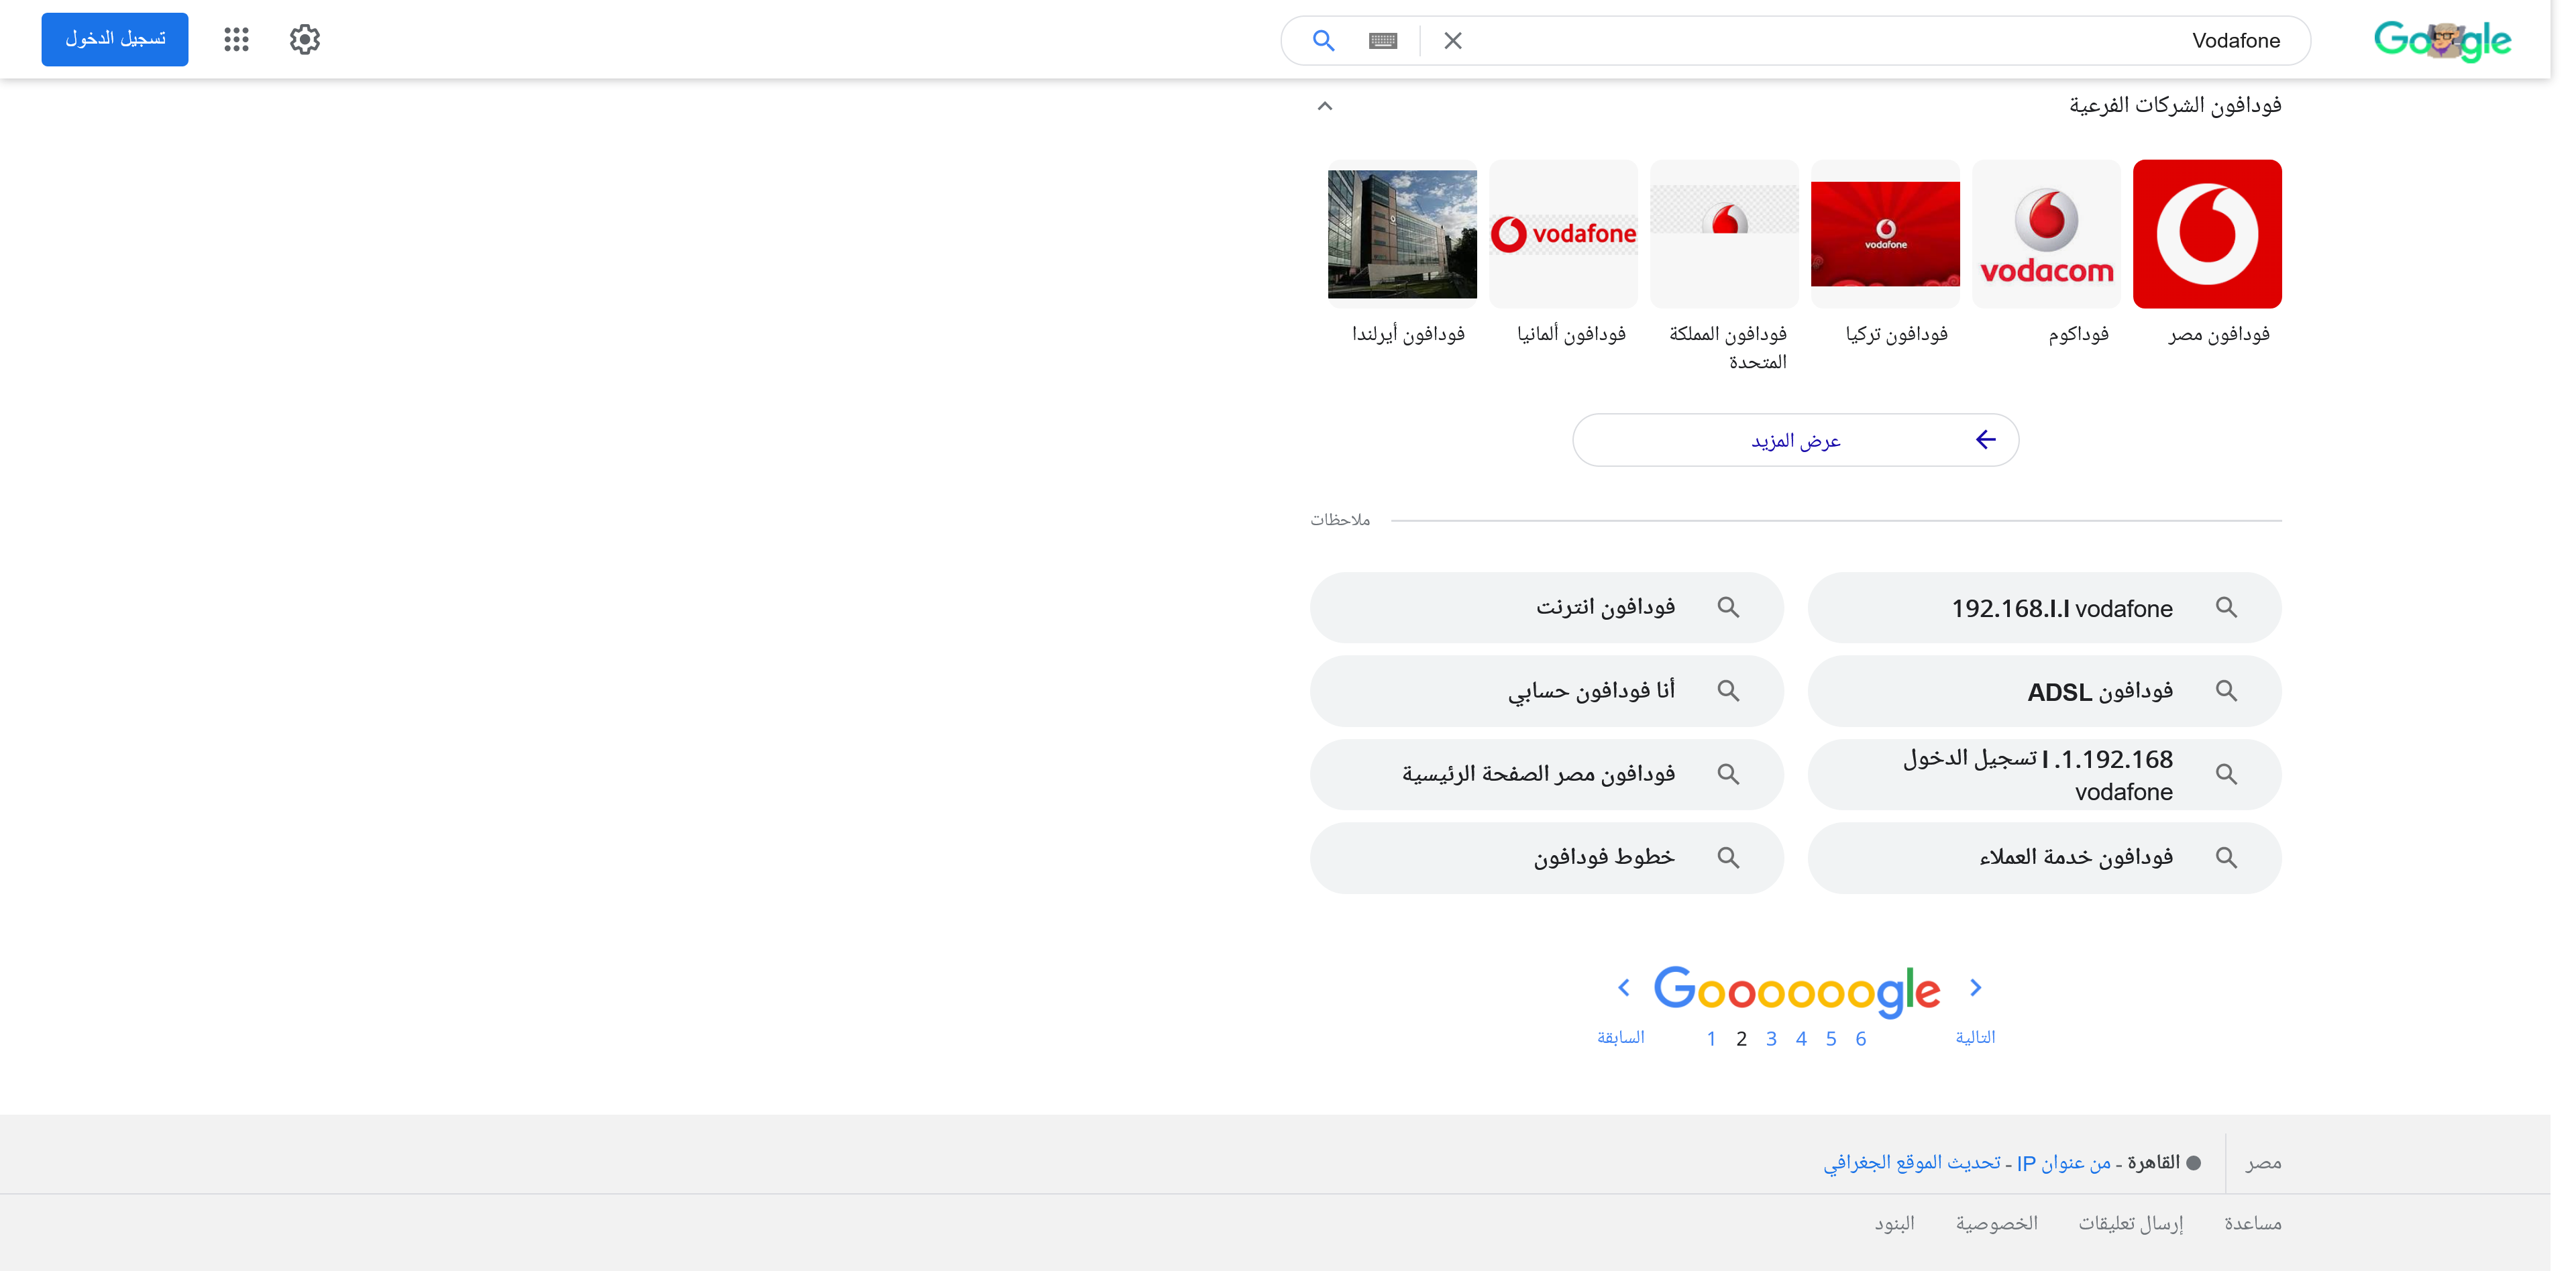 Google
Vodafone
تسجيل الدخول
فودافون الشركات الفرعية
vodacom
vodafone
vodafone
فودافون مصر
فوداكوم
فودافون تركيا
فودافون المملكة
المتحدة
فودافون ألمانيا
فودافون أيرلندا
عرض المزيد
ملاحظات
192.168.l.l vodafone
فودافون انترنت
فودافون ADSL
أنا فودافون حسابي
1.192.168. l تسجيل الدخول
vodafone
فودافون مصر الصفحة الرئيسية
فودافون خدمة العملاء
خطوط فودافون
Goooooogle
السابقة 1 2 3 4 5 6 التالية
مصر
القاهرة - من عنوان IP - تحديث الموقع الجغرافي
مساعدة إرسال تعليقات الخصوصية البنود